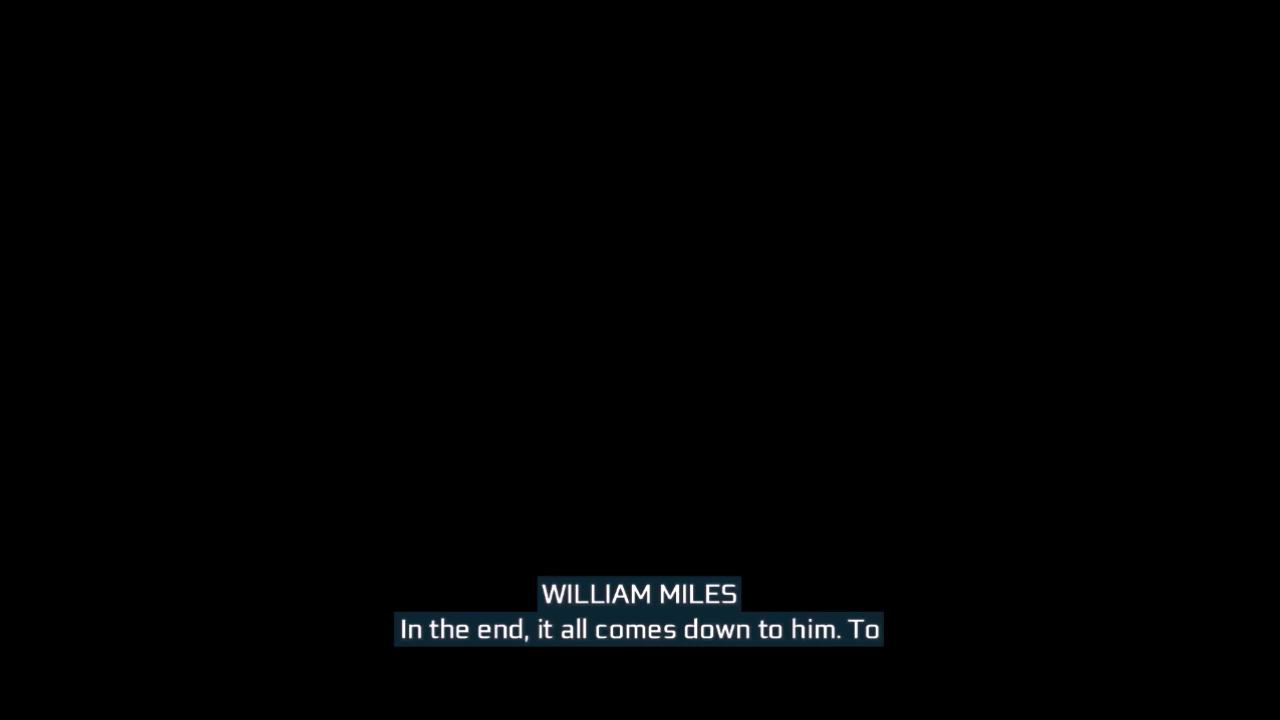 WILLIAM MILES
In the end, it all comes down to him. To